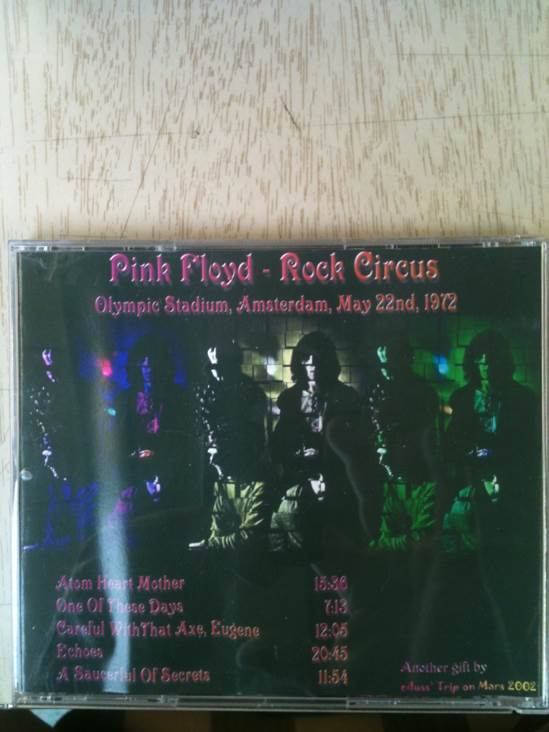 Pink Floyd - Rock Circus
Olympic Stadium, Amsterdam, May 22nd, 1972
Atom Heart Mother 15:36
One Of These Days 7:13
Careful WithThat Axe, Eugene 12:05
Echoes 20:45
A Saucerful Of Secrets 11:54
Another gift by
Trip on Mars 2002